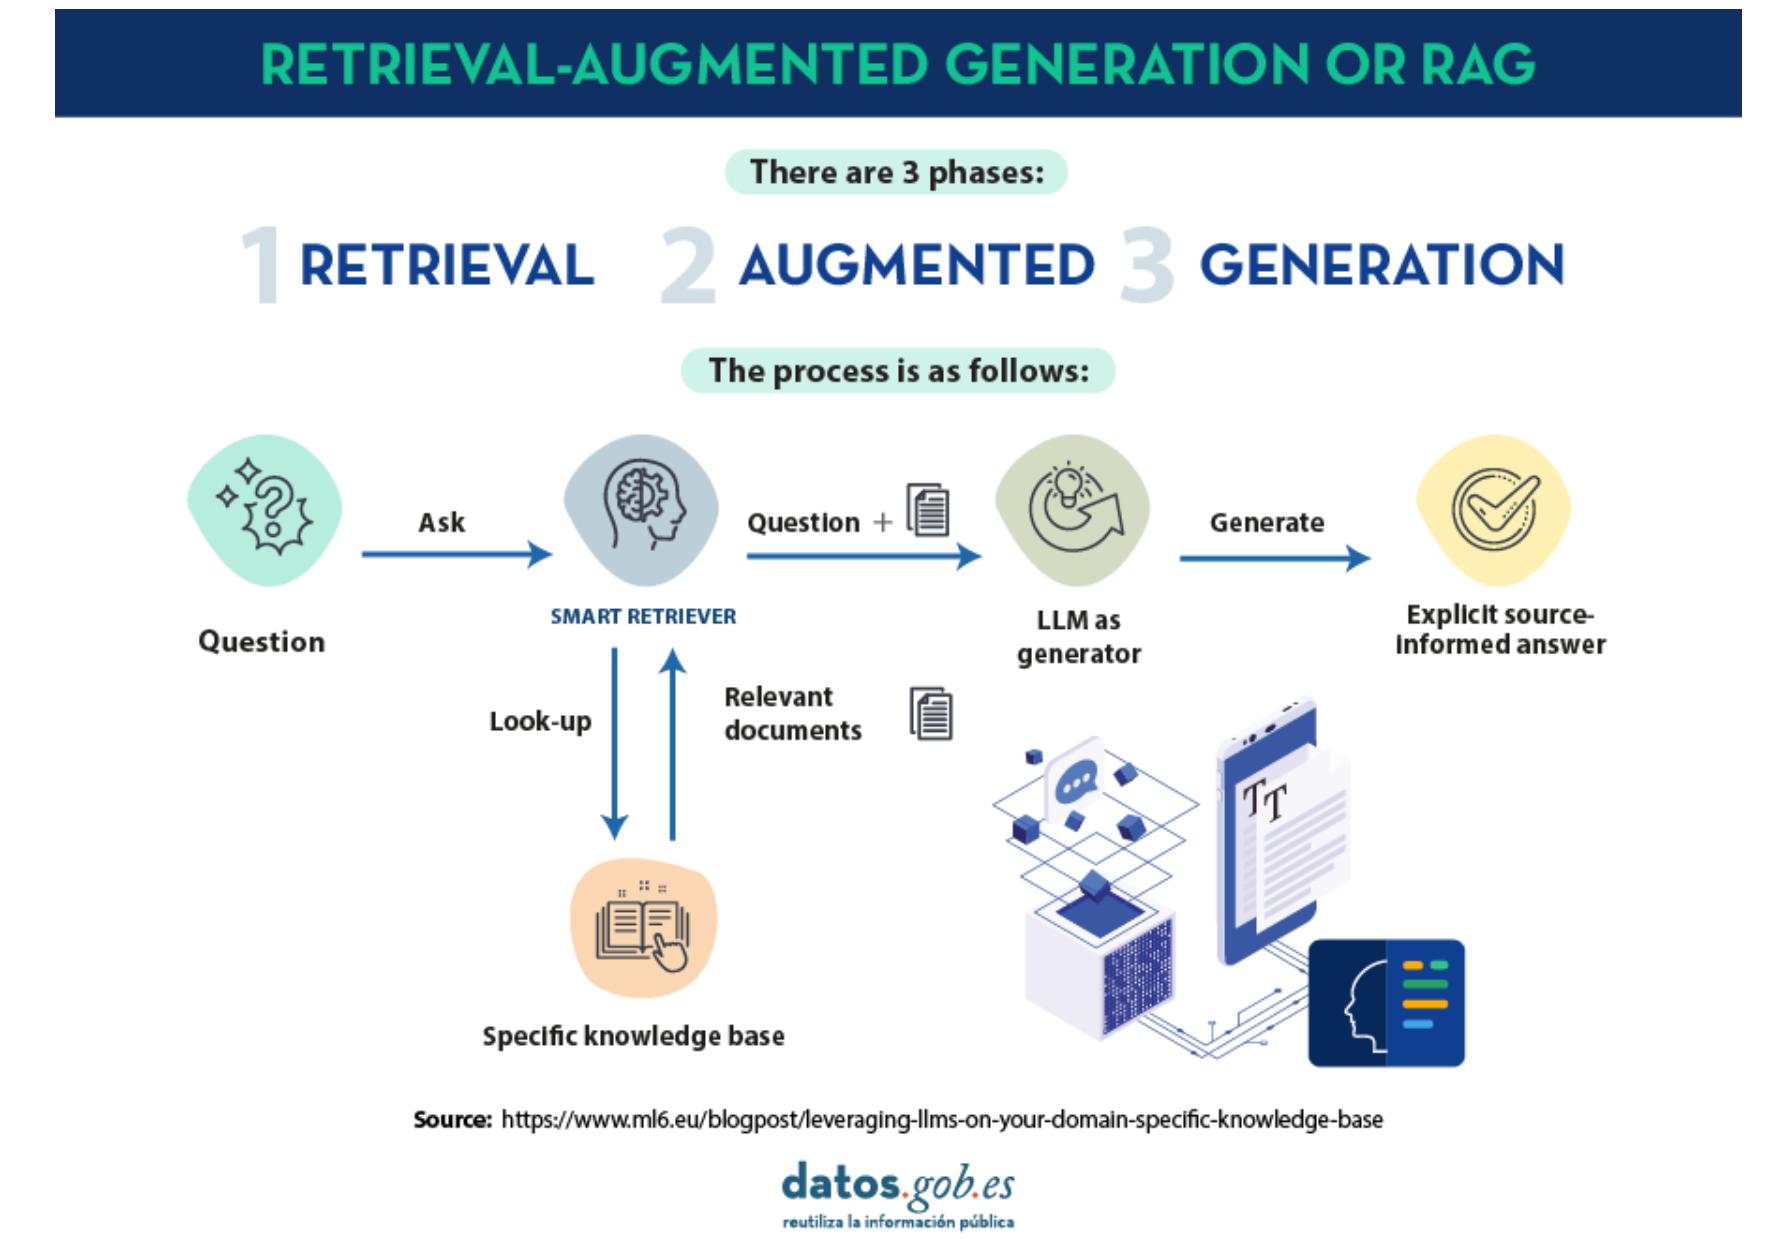 RETRIEVAL-AUGMENTED GENERATION OR RAG
There are 3 phases:
1 RETRIEVAL 2 AUGMENTED 3 GENERATION
The process is as follows:
Ask
Question +
Generate
Question
SMART RETRIEVER
LLM as
generator
Explicit source-
informed answer
Look-up
Relevant
documents
TT
Specific knowledge base
Source: https://www.ml6.eu/blogpost/leveraging-llms-on-your-domain-specific-knowledge-base
datos.gob.es
reutiliza la información pública